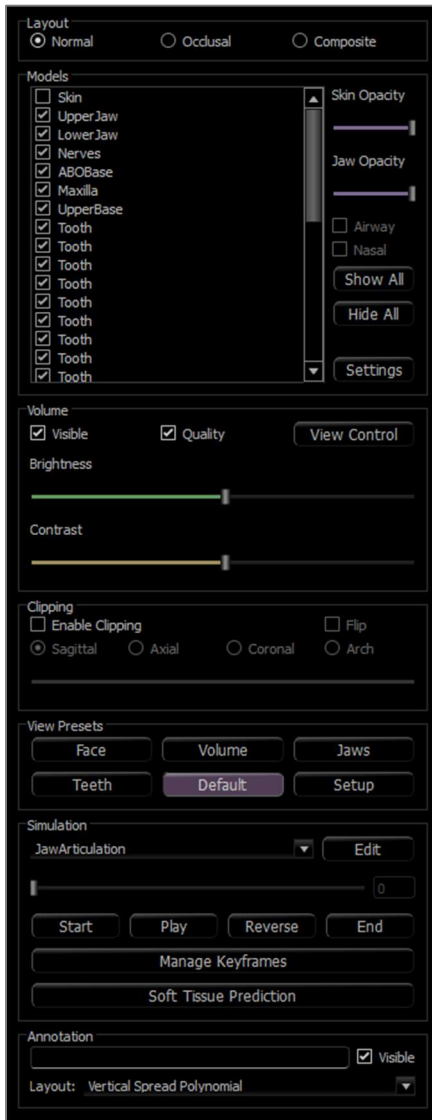 Layout
Normal Occlusal Composite
Models
Skin
UpperJaw
LowerJaw
Nerves
ABOBase
Maxilla
UpperBase
Tooth
Tooth
Tooth
Tooth
Tooth
Tooth
Tooth
Tooth
Tooth
Skin Opacity
Jaw Opacity
Airway
Nasal
Show All
Hide All
Settings
Volume
Visible Quality View Control
Brightness
Contrast
Clipping
Enable Clipping Flip
Sagittal Axial Coronal Arch
View Presets
Face Volume Jaws
Teeth Default Setup
Simulation
JawArticulation Edit
0
Start Play Reverse End
Manage Keyframes
Soft Tissue Prediction
Annotation
Visible
Layout: Vertical Spread Polynomial